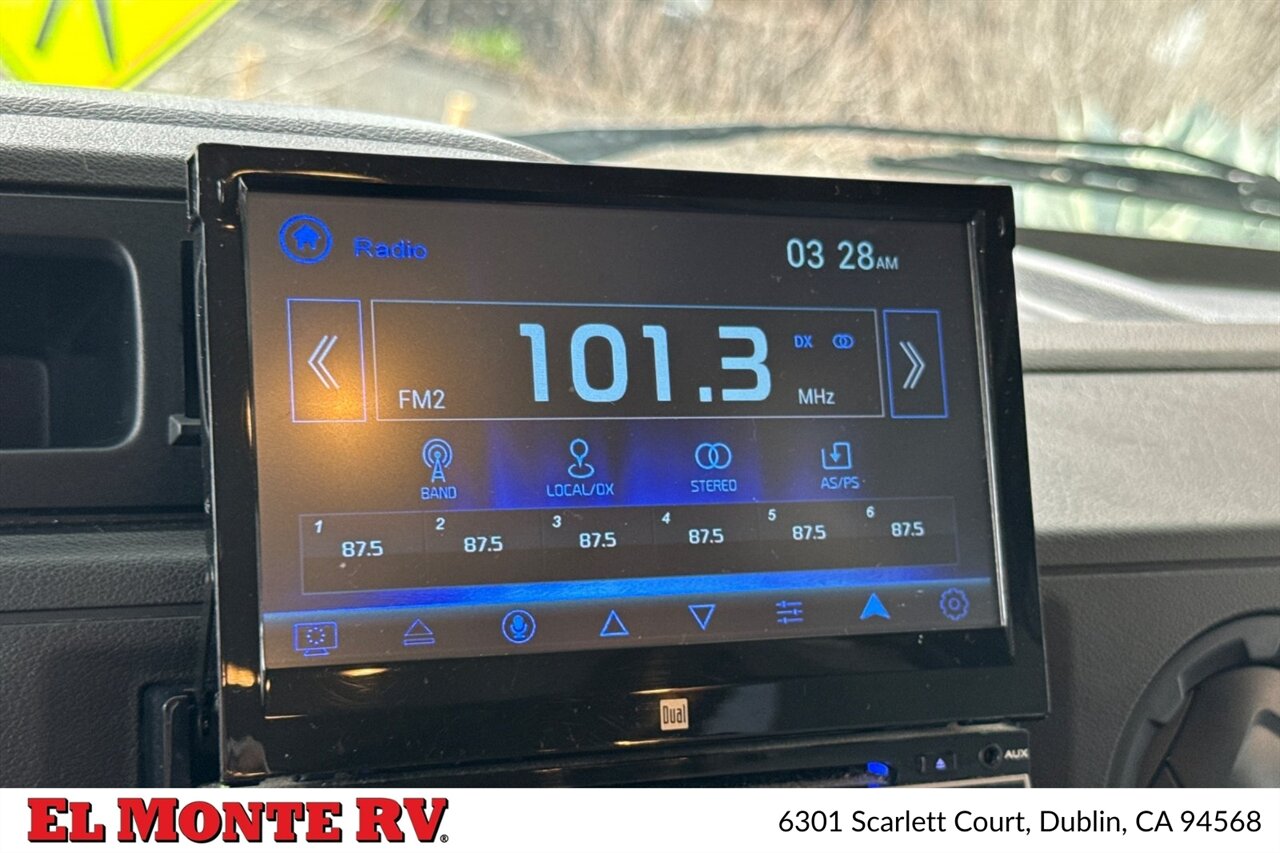 Radio
03 28AM
101.3
DX
FM2
MHz
BAND
LOCAL/DX
STEREO
AS/PS
1 2 3 4 5 6
87.5 87.5 87.5 87.5 87.5 87.5
Dual
AUX
EL MONTE RV®
6301 Scarlett Court, Dublin, CA 94568